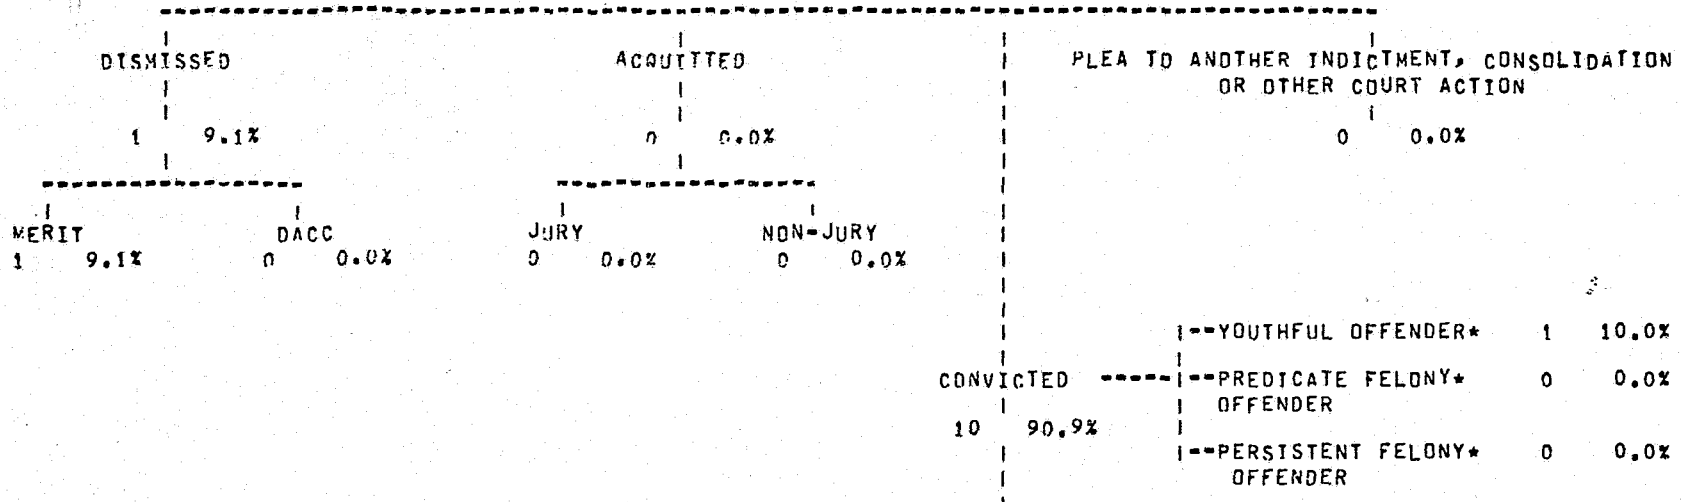 DISMISSED ACQUITTED PLEA TO ANOTHER INDICTMENT, CONSOLIDATION
OR OTHER COURT ACTION
1 9.1% 0 0.0% 0 0.0%
MERIT DACC JURY NON-JURY
1 9.1% 0 0.0% 0 0.0% 0 0.0%
--YOUTHFUL OFFENDER* 1 10.0%
CONVICTED -----|--PREDICATE FELONY* 0 0.0%
OFFENDER
10 90.9%
--PERSISTENT FELONY* 0 0.0%
OFFENDER